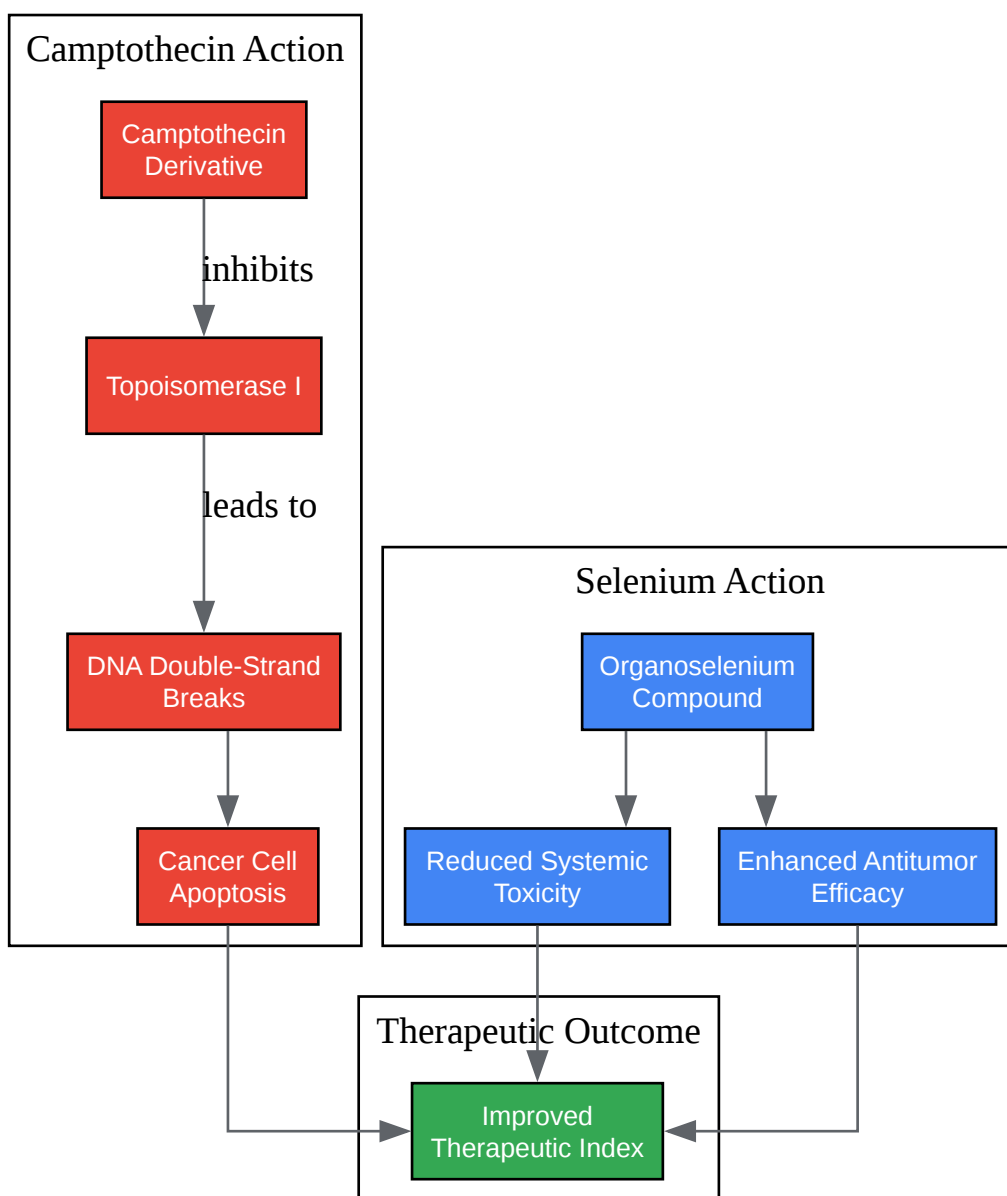 Camptothecin Action
Camptothecin
Derivative
inhibits
Topoisomerase I
leads to
DNA Double-Strand
Breaks
Cancer Cell
Apoptosis
Selenium Action
Organoselenium
Compound
Reduced Systemic
Toxicity
Enhanced Antitumor
Efficacy
Therapeutic Outcome
Improved
Therapeutic Index